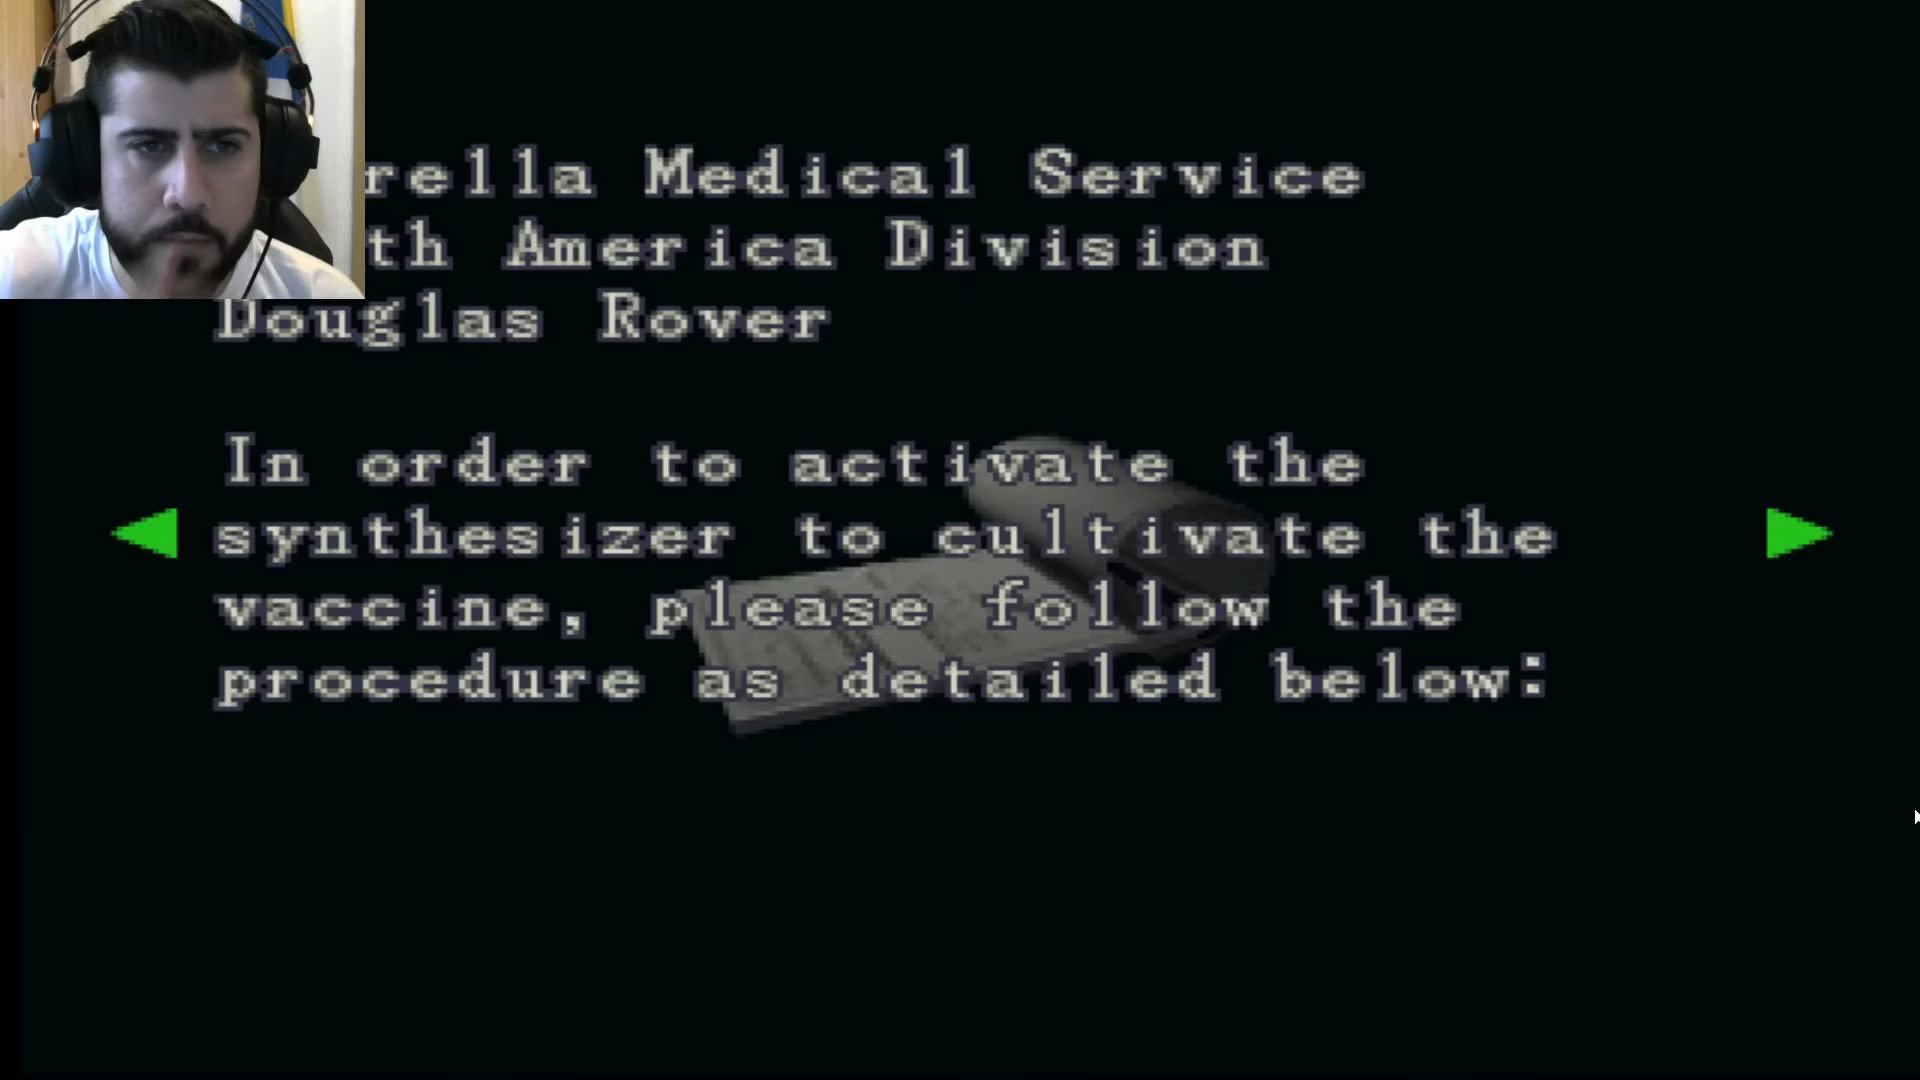 rella Medical Service
th America Division
Douglas Rover
In order to activate the
synthesizer to cultivate the
vaccine, please follow the
procedure as detailed below: